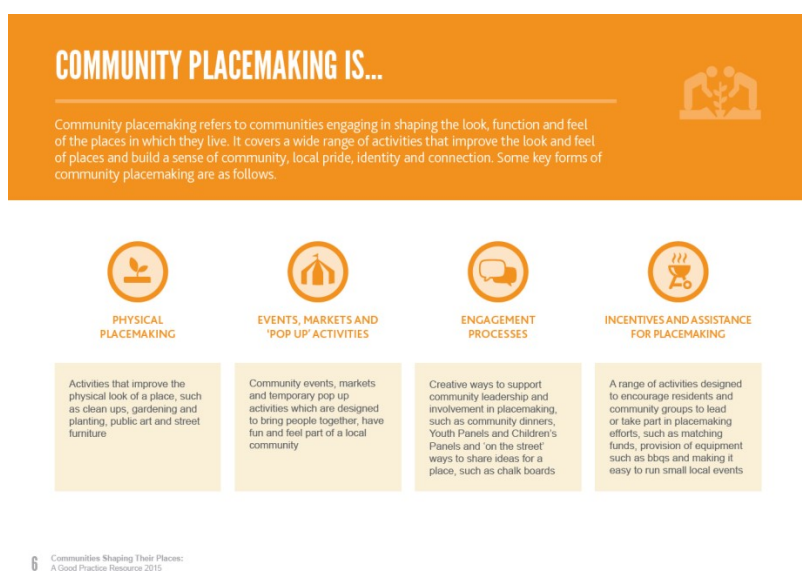 COMMUNITY PLACEMAKING IS...
Community placemaking refers to communities engaging in shaping the look, function and feel
of the places in which they live. It covers a wide range of activities that improve the look and feel
of places and build a sense of community, local pride, identity and connection. Some key forms of
community placemaking are as follows.
PHYSICAL
PLACEMAKING
Activities that improve the
physical look of a place, such
as clean ups, gardening and
planting, public art and street
furniture
EVENTS, MARKETS AND
'POP UP' ACTIVITIES
Community events, markets
and temporary pop up
activities which are designed
to bring people together, have
fun and feel part of a local
community
ENGAGEMENT
PROCESSES
Creative ways to support
community leadership and
involvement in placemaking,
such as community dinners,
Youth Panels and Children's
Panels and 'on the street'
ways to share ideas for a
place, such as chalk boards
INCENTIVES AND ASSISTANCE
FOR PLACEMAKING
A range of activities designed
to encourage residents and
community groups to lead
or take part in placemaking
efforts, such as matching
funds, provision of equipment
such as bbqs and making it
easy to run small local events
6
Communities Shaping Their Places:
A Good Practice Resource 2015